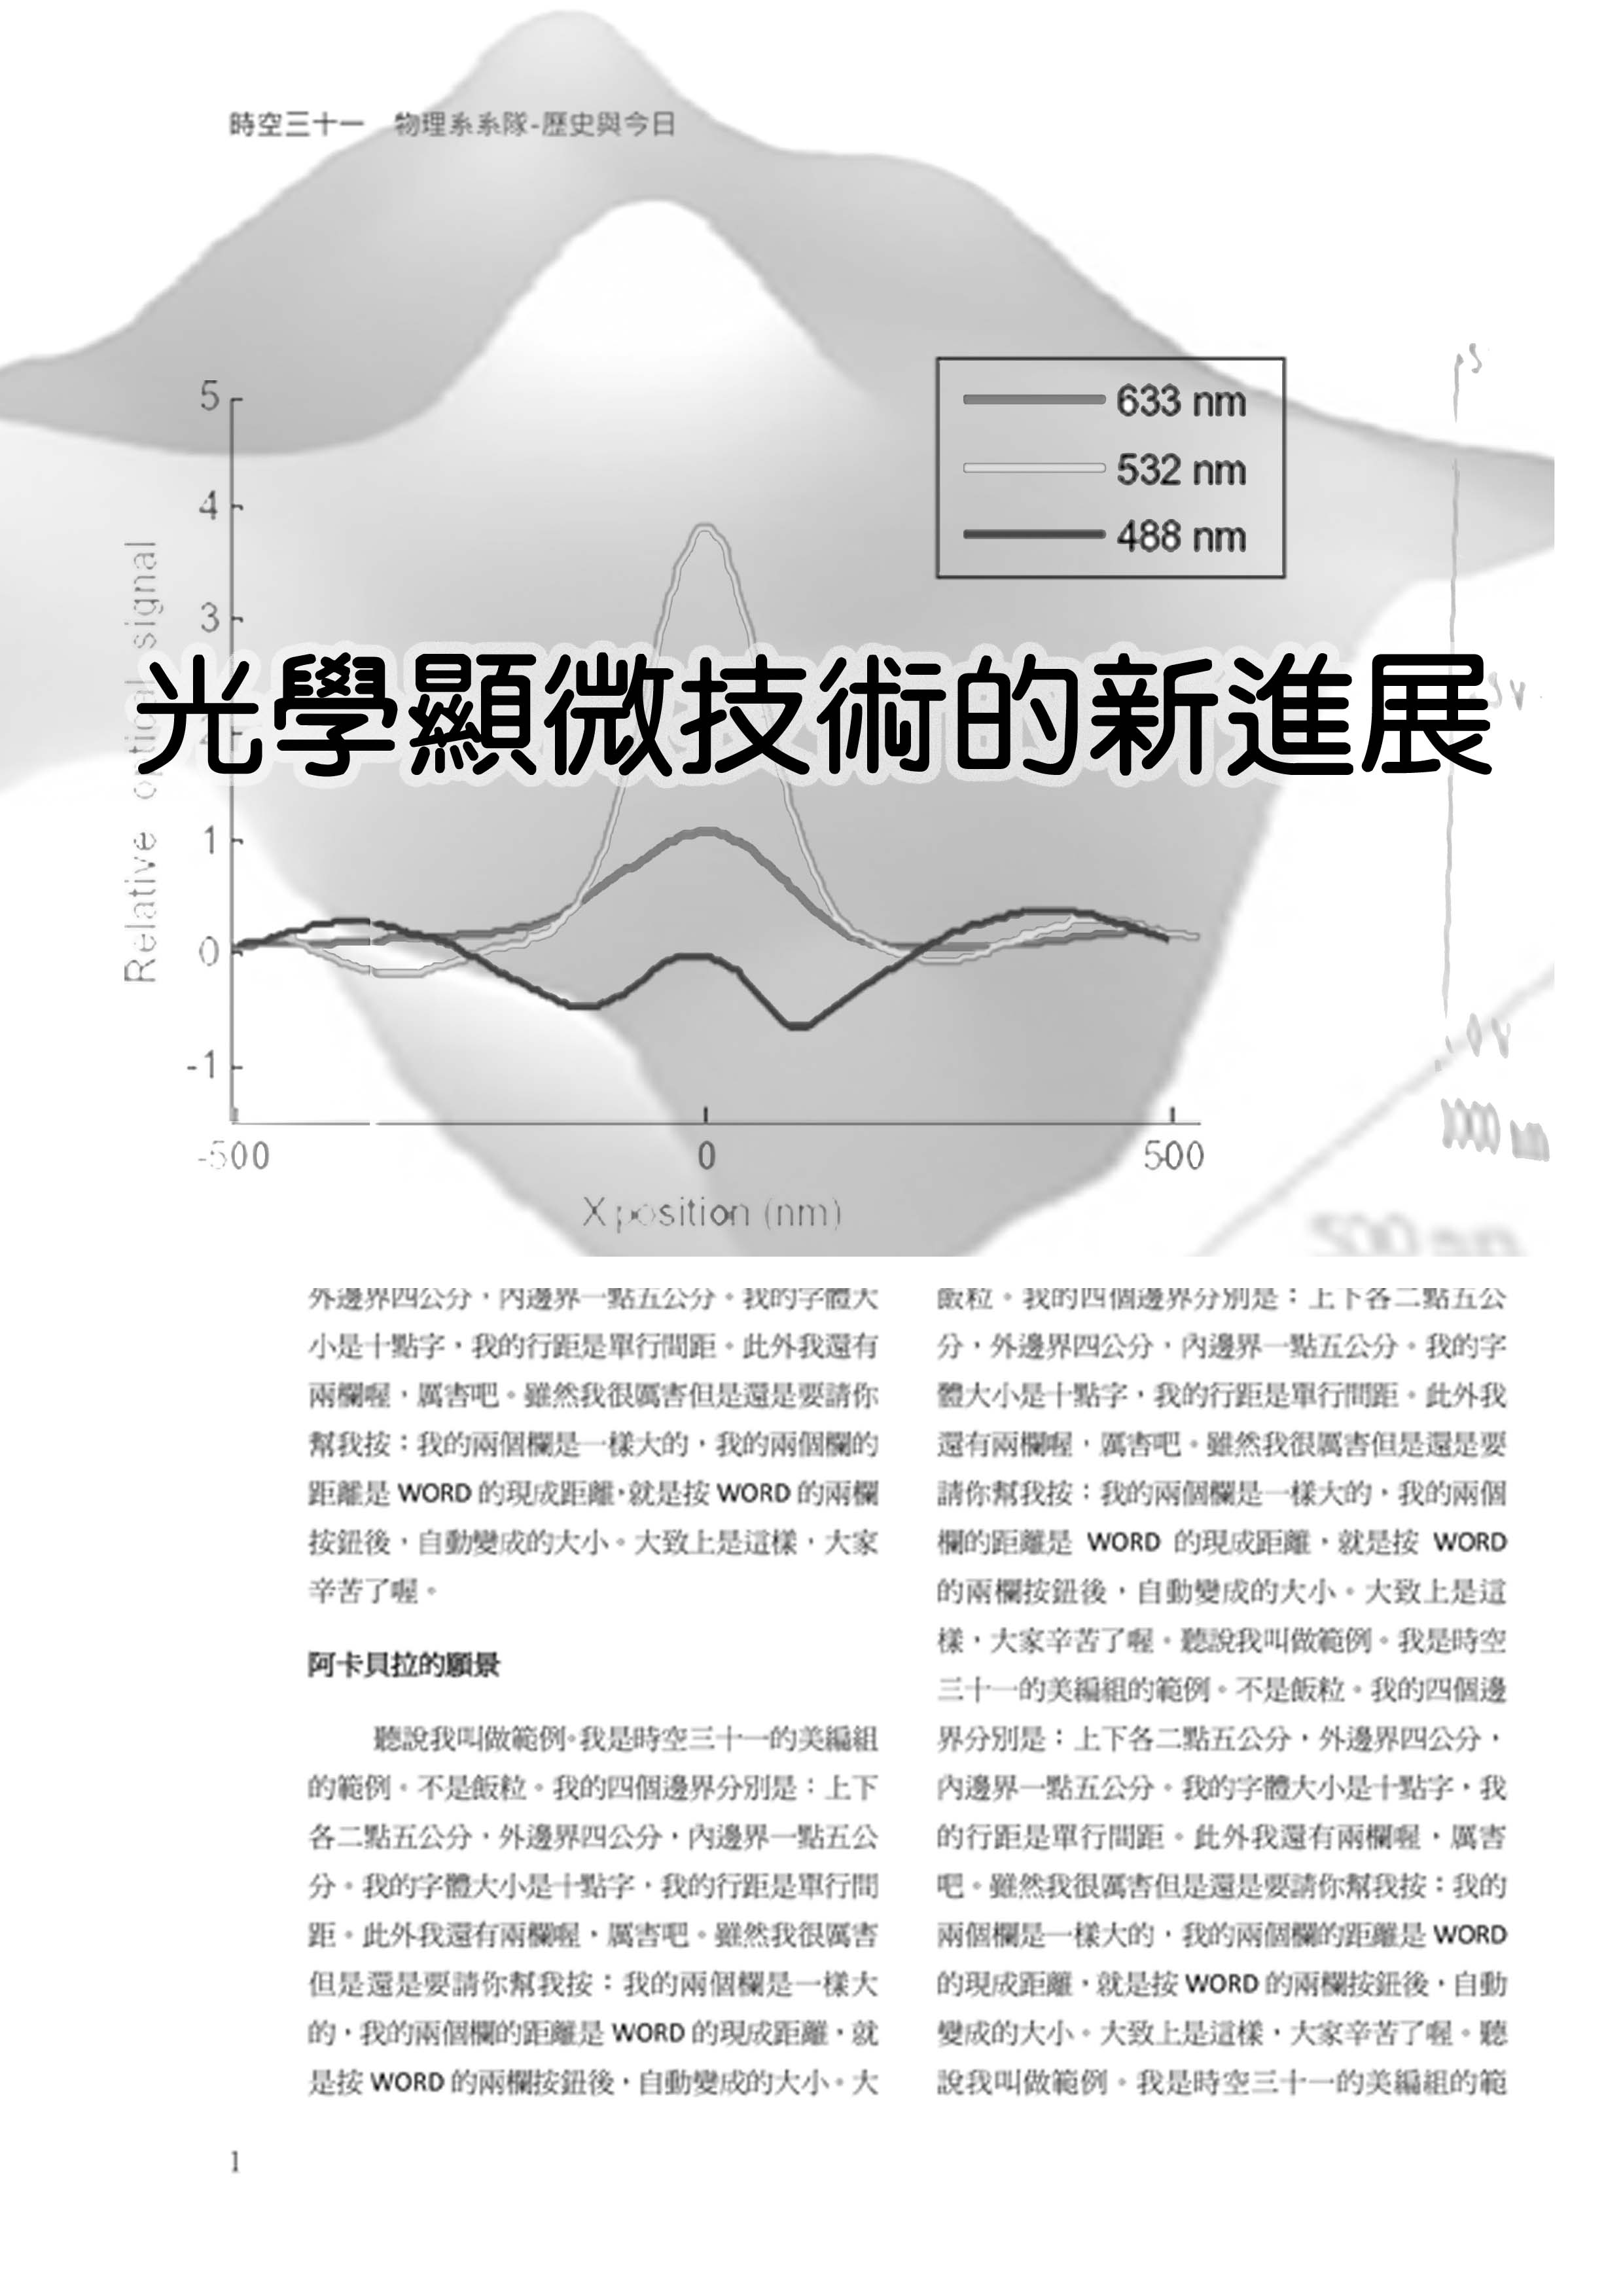 時空三十一 物理系系隊-歷史與今日
5
4
3
1
0
-1
Relative optical signal
633 nm
532 nm
488 nm
光學顯微技術的新進展
-500
0
500
X position (nm)
外邊界四公分，內邊界一點五公分。我的字體大
小是十點字，我的行距是單行間距。此外我還有
兩欄喔，厲害吧。雖然我很厲害但是還是要請你
幫我按：我的兩個欄是一樣大的，我的兩個欄的
距離是 WORD 的現成距離，就是按 WORD 的兩欄
按鈕後，自動變成的大小。大致上是這樣，大家
辛苦了喔。
阿卡貝拉的願景
聽說我叫做範例。我是時空三十一的美編組
的範例。不是飯粒。我的四個邊界分別是：上下
各二點五公分，外邊界四公分，內邊界一點五公
分。我的字體大小是十點字，我的行距是單行間
距。此外我還有兩欄喔，厲害吧。雖然我很厲害
但是還是要請你幫我按：我的兩個欄是一樣大
的，我的兩個欄的距離是 WORD 的現成距離，就
是按 WORD 的兩欄按鈕後，自動變成的大小。大
飯粒。我的四個邊界分別是：上下各二點五公
分，外邊界四公分，內邊界一點五公分。我的字
體大小是十點字，我的行距是單行間距。此外我
還有兩欄喔，厲害吧。雖然我很厲害但是還是要
請你幫我按：我的兩個欄是一樣大的，我的兩個
欄的距離是 WORD 的現成距離，就是按 WORD
的兩欄按鈕後，自動變成的大小。大致上是這
樣，大家辛苦了喔。聽說我叫做範例。我是時空
三十一的美編組的範例。不是飯粒。我的四個邊
界分別是：上下各二點五公分，外邊界四公分，
內邊界一點五公分。我的字體大小是十點字，我
的行距是單行間距。此外我還有兩欄喔，厲害
吧。雖然我很厲害但是還是要請你幫我按：我的
兩個欄是一樣大的，我的兩個欄的距離是 WORD
的現成距離，就是按 WORD 的兩欄按鈕後，自動
變成的大小。大致上是這樣，大家辛苦了喔。聽
說我叫做範例。我是時空三十一的美編組的範
1